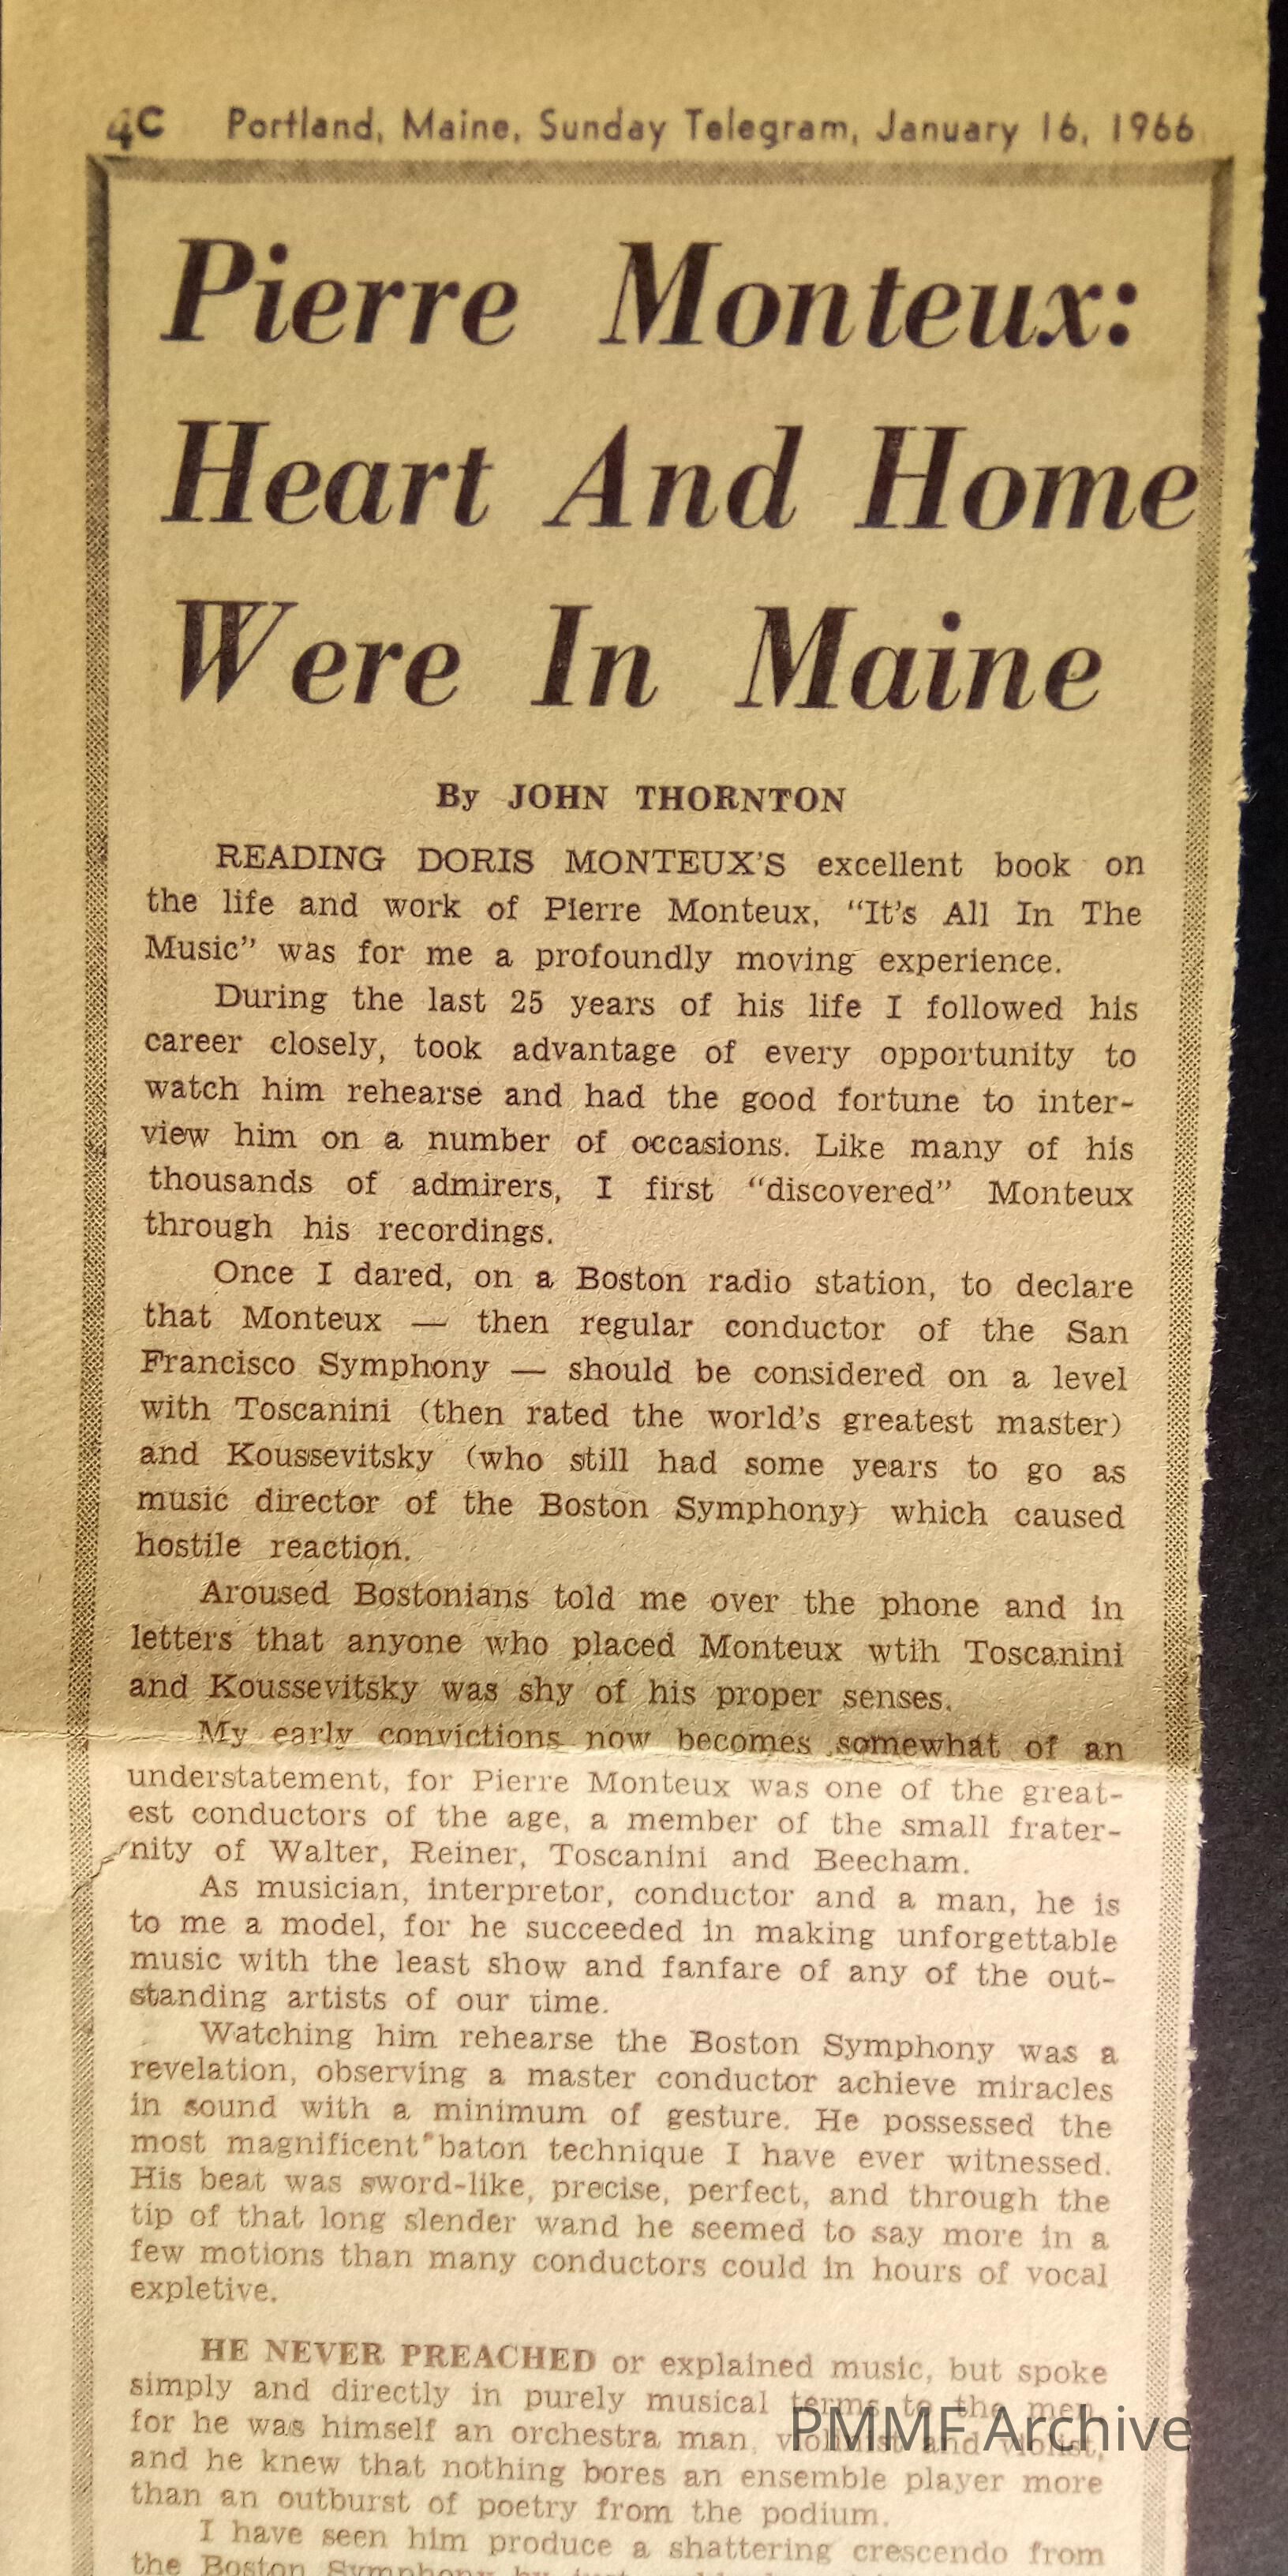 4C Portland, Maine, Sunday Telegram, January 16, 1966
Pierre Monteux:
Heart And Home
Were In Maine
By JOHN THORNTON
READING DORIS MONTEUX'S excellent book on
the life and work of Pierre Monteux, “It's All In The
Music” was for me a profoundly moving experience.
During the last 25 years of his life I followed his
career closely, took advantage of every opportunity to
watch him rehearse and had the good fortune to inter-
view him on a number of occasions. Like many of his
thousands of admirers, I first “discovered” Monteux
through his recordings.
Once I dared, on a Boston radio station, to declare
that Monteux — then regular conductor of the San
Francisco Symphony — should be considered on a level
with Toscanini (then rated the world's greatest master)
and Koussevitsky (who still had some years to go as
music director of the Boston Symphony) which caused
hostile reaction.
Aroused Bostonians told me over the phone and in
letters that anyone who placed Monteux wtih Toscanini
and Koussevitsky was shy of his proper senses.
My early convictions now becomes somewhat of an
understatement, for Pierre Monteux was one of the great-
est conductors of the age, a member of the small frater-
nity of Walter, Reiner, Toscanini and Beecham.
As musician, interpretor, conductor and a man, he is
to me a model, for he succeeded in making unforgettable
music with the least show and fanfare of any of the out-
standing artists of our time.
Watching him rehearse the Boston Symphony was a
revelation, observing a master conductor achieve miracles
in sound with a minimum of gesture. He possessed the
most magnificent baton technique I have ever witnessed.
His beat was sword-like, precise, perfect, and through the
tip of that long slender wand he seemed to say more in a
few motions than many conductors could in hours of vocal
expletive.
HE NEVER PREACHED or explained music, but spoke
simply and directly in purely musical terms to the men,
for he was himself an orchestra man, violinist and violist,
and he knew that nothing bores an ensemble player more
than an outburst of poetry from the podium.
I have seen him produce a shattering crescendo from
the Boston Symphony by just
PMMF Archive